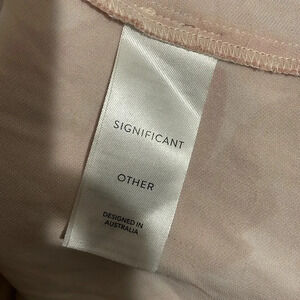 SIGNIFICANT
OTHER
DESIGNED IN
AUSTRALIA